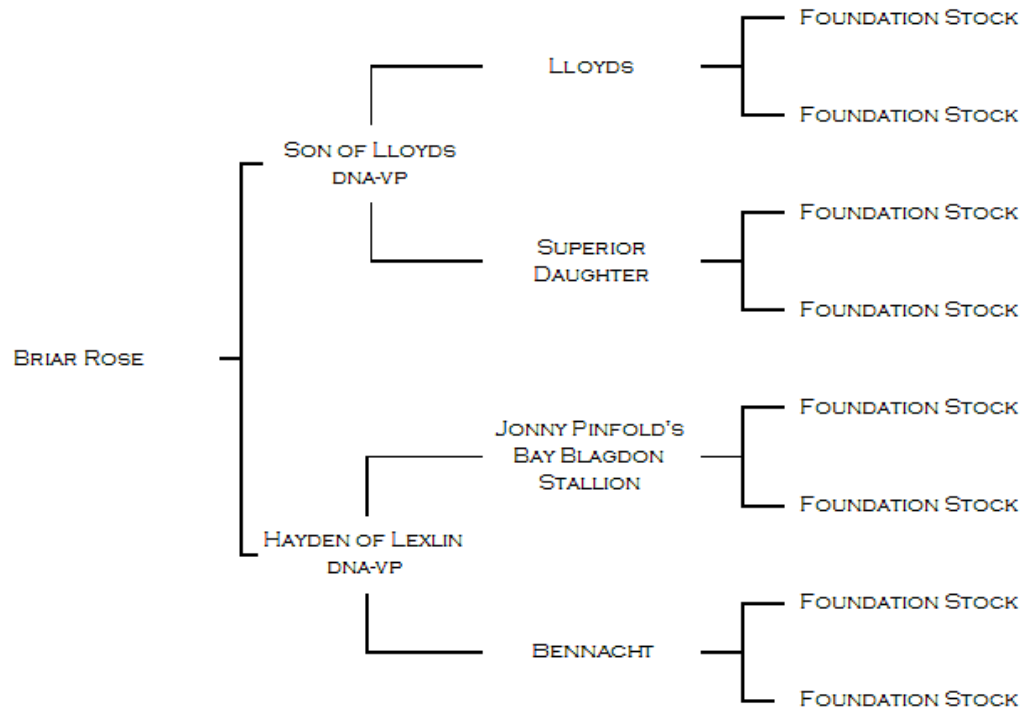 Foundation Stock
Lloyds
Foundation Stock
Son of Lloyds
DNA-VP
Foundation Stock
Superior
Daughter
Foundation Stock
Briar Rose
Foundation Stock
Jonny Pinfold's
Bay Blagdon
Stallion
Foundation Stock
Hayden of Lexlin
DNA-VP
Foundation Stock
Bennacht
Foundation Stock